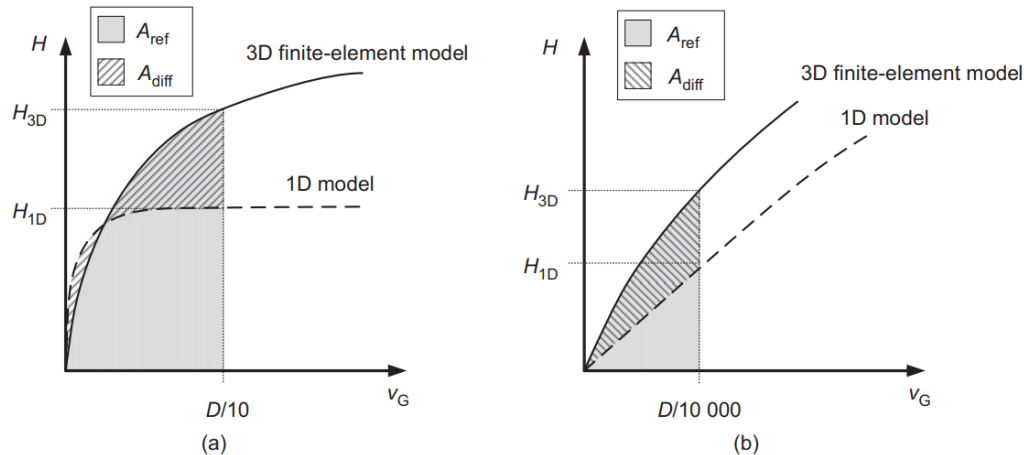 H
A_ref
A_diff
3D finite-element model
H_3D
1D model
H_1D
v_G
D/10
(a)
H
A_ref
A_diff
3D finite-element model
1D model
H_3D
H_1D
v_G
D/10 000
(b)